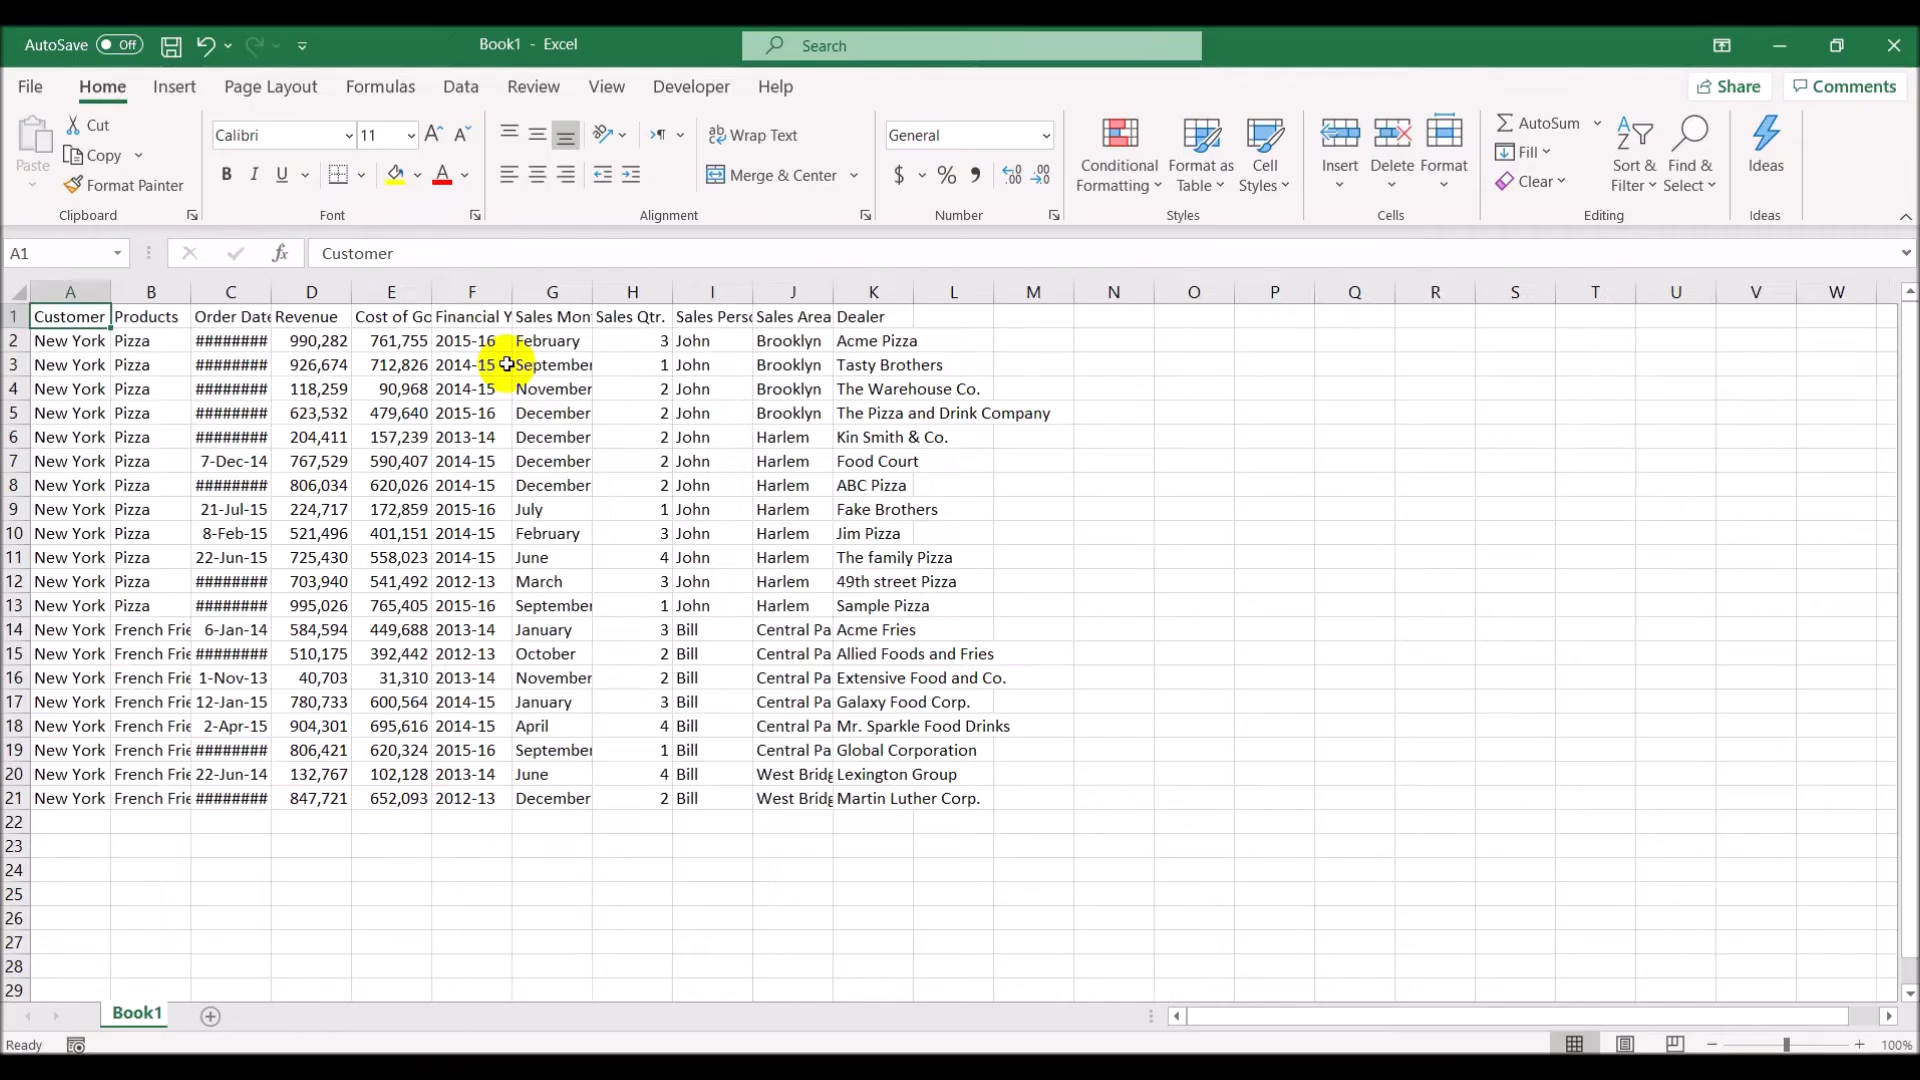 AutoSave Off Book1 - Excel Search
File Home Insert Page Layout Formulas Data Review View Developer Help Share Comments
Paste Cut Copy Format Painter Clipboard
Calibri 11 A^ A˅ B I U A Font
Wrap Text Merge & Center Alignment
General $ % , .00 .00 Number
Conditional Formatting Format as Table Cell Styles Styles
Insert Delete Format Cells
AutoSum Fill Clear Sort & Filter Find & Select Editing
Ideas Ideas
A1 fx Customer
A B C D E F G H I J K L M N O P Q R S T U V W
1 Customer Products Order Date Revenue Cost of Go Financial Y Sales Mon Sales Qtr. Sales Perso Sales Area Dealer
2 New York Pizza ######## 990,282 761,755 2015-16 February 3 John Brooklyn Acme Pizza
3 New York Pizza ######## 926,674 712,826 2014-15 September 1 John Brooklyn Tasty Brothers
4 New York Pizza ######## 118,259 90,968 2014-15 November 2 John Brooklyn The Warehouse Co.
5 New York Pizza ######## 623,532 479,640 2015-16 December 2 John Brooklyn The Pizza and Drink Company
6 New York Pizza ######## 204,411 157,239 2013-14 December 2 John Harlem Kin Smith & Co.
7 New York Pizza 7-Dec-14 767,529 590,407 2014-15 December 2 John Harlem Food Court
8 New York Pizza ######## 806,034 620,026 2014-15 December 2 John Harlem ABC Pizza
9 New York Pizza 21-Jul-15 224,717 172,859 2015-16 July 1 John Harlem Fake Brothers
10 New York Pizza 8-Feb-15 521,496 401,151 2014-15 February 3 John Harlem Jim Pizza
11 New York Pizza 22-Jun-15 725,430 558,023 2014-15 June 4 John Harlem The family Pizza
12 New York Pizza ######## 703,940 541,492 2012-13 March 3 John Harlem 49th street Pizza
13 New York Pizza ######## 995,026 765,405 2015-16 September 1 John Harlem Sample Pizza
14 New York French Frie 6-Jan-14 584,594 449,688 2013-14 January 3 Bill Central Pa Acme Fries
15 New York French Frie ######## 510,175 392,442 2012-13 October 2 Bill Central Pa Allied Foods and Fries
16 New York French Frie 1-Nov-13 40,703 31,310 2013-14 November 2 Bill Central Pa Extensive Food and Co.
17 New York French Frie 12-Jan-15 780,733 600,564 2014-15 January 3 Bill Central Pa Galaxy Food Corp.
18 New York French Frie 2-Apr-15 904,301 695,616 2014-15 April 4 Bill Central Pa Mr. Sparkle Food Drinks
19 New York French Frie ######## 806,421 620,324 2015-16 September 1 Bill Central Pa Global Corporation
20 New York French Frie 22-Jun-14 132,767 102,128 2013-14 June 4 Bill West Bridg Lexington Group
21 New York French Frie ######## 847,721 652,093 2012-13 December 2 Bill West Bridg Martin Luther Corp.
22
23
24
25
26
27
28
29
Book1
Ready 100%